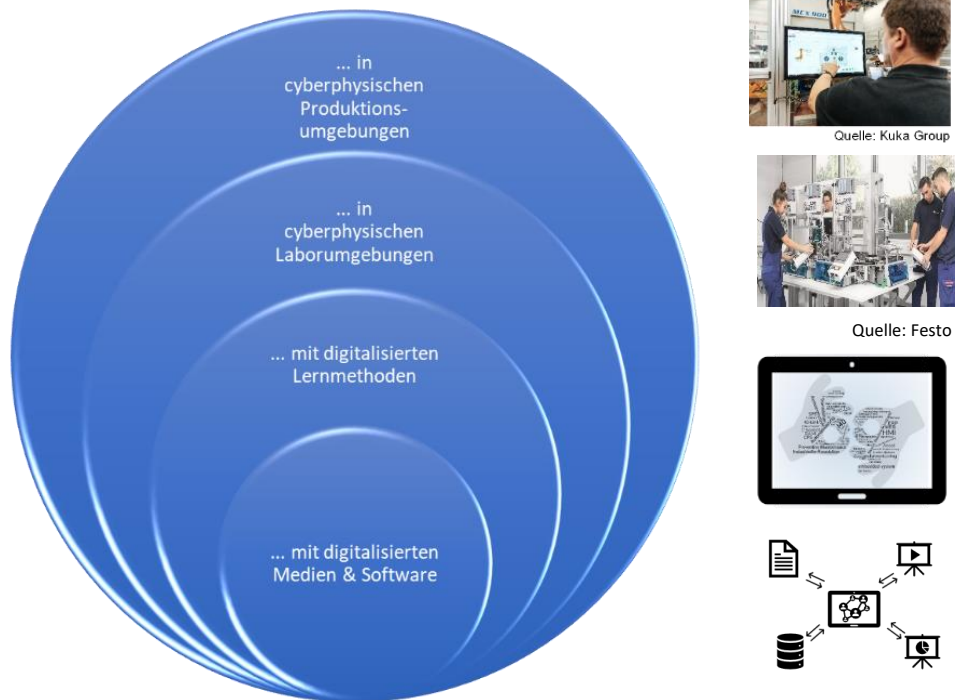 ... in
cyberphysischen
Produktions-
umgebungen
... in
cyberphysischen
Laborumgebungen
... mit digitalisierten
Lernmethoden
... mit digitalisierten
Medien & Software
Quelle: Kuka Group
Quelle: Festo